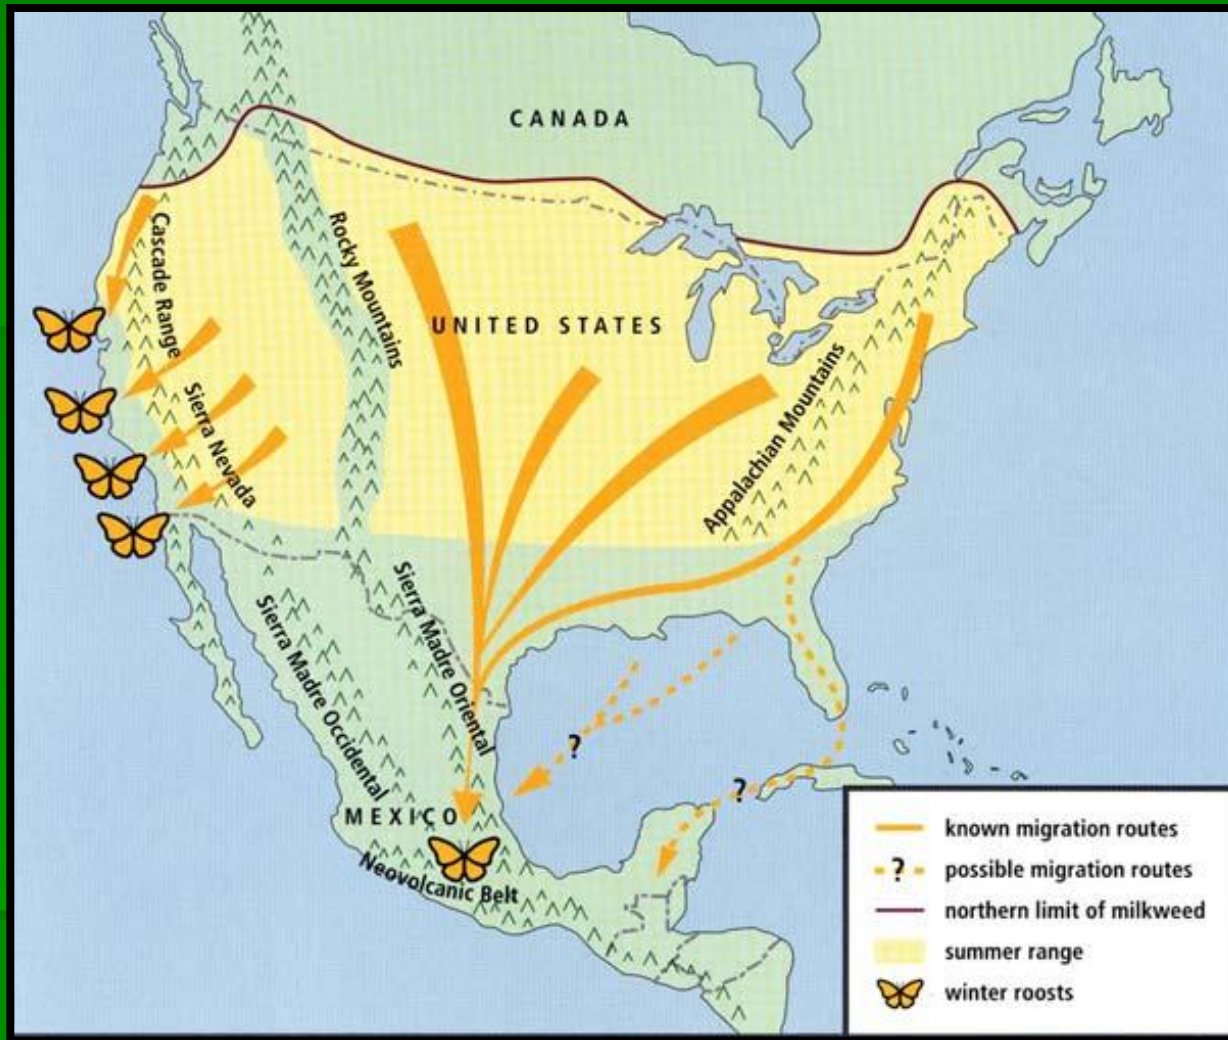 CANADA
Cascade Range
Rocky Mountains
UNITED STATES
Sierra Nevada
Appalachian Mountains
Sierra Madre Occidental
Sierra Madre Oriental
?
?
MEXICO
Neovolcanic Belt
known migration routes
? possible migration routes
northern limit of milkweed
summer range
winter roosts